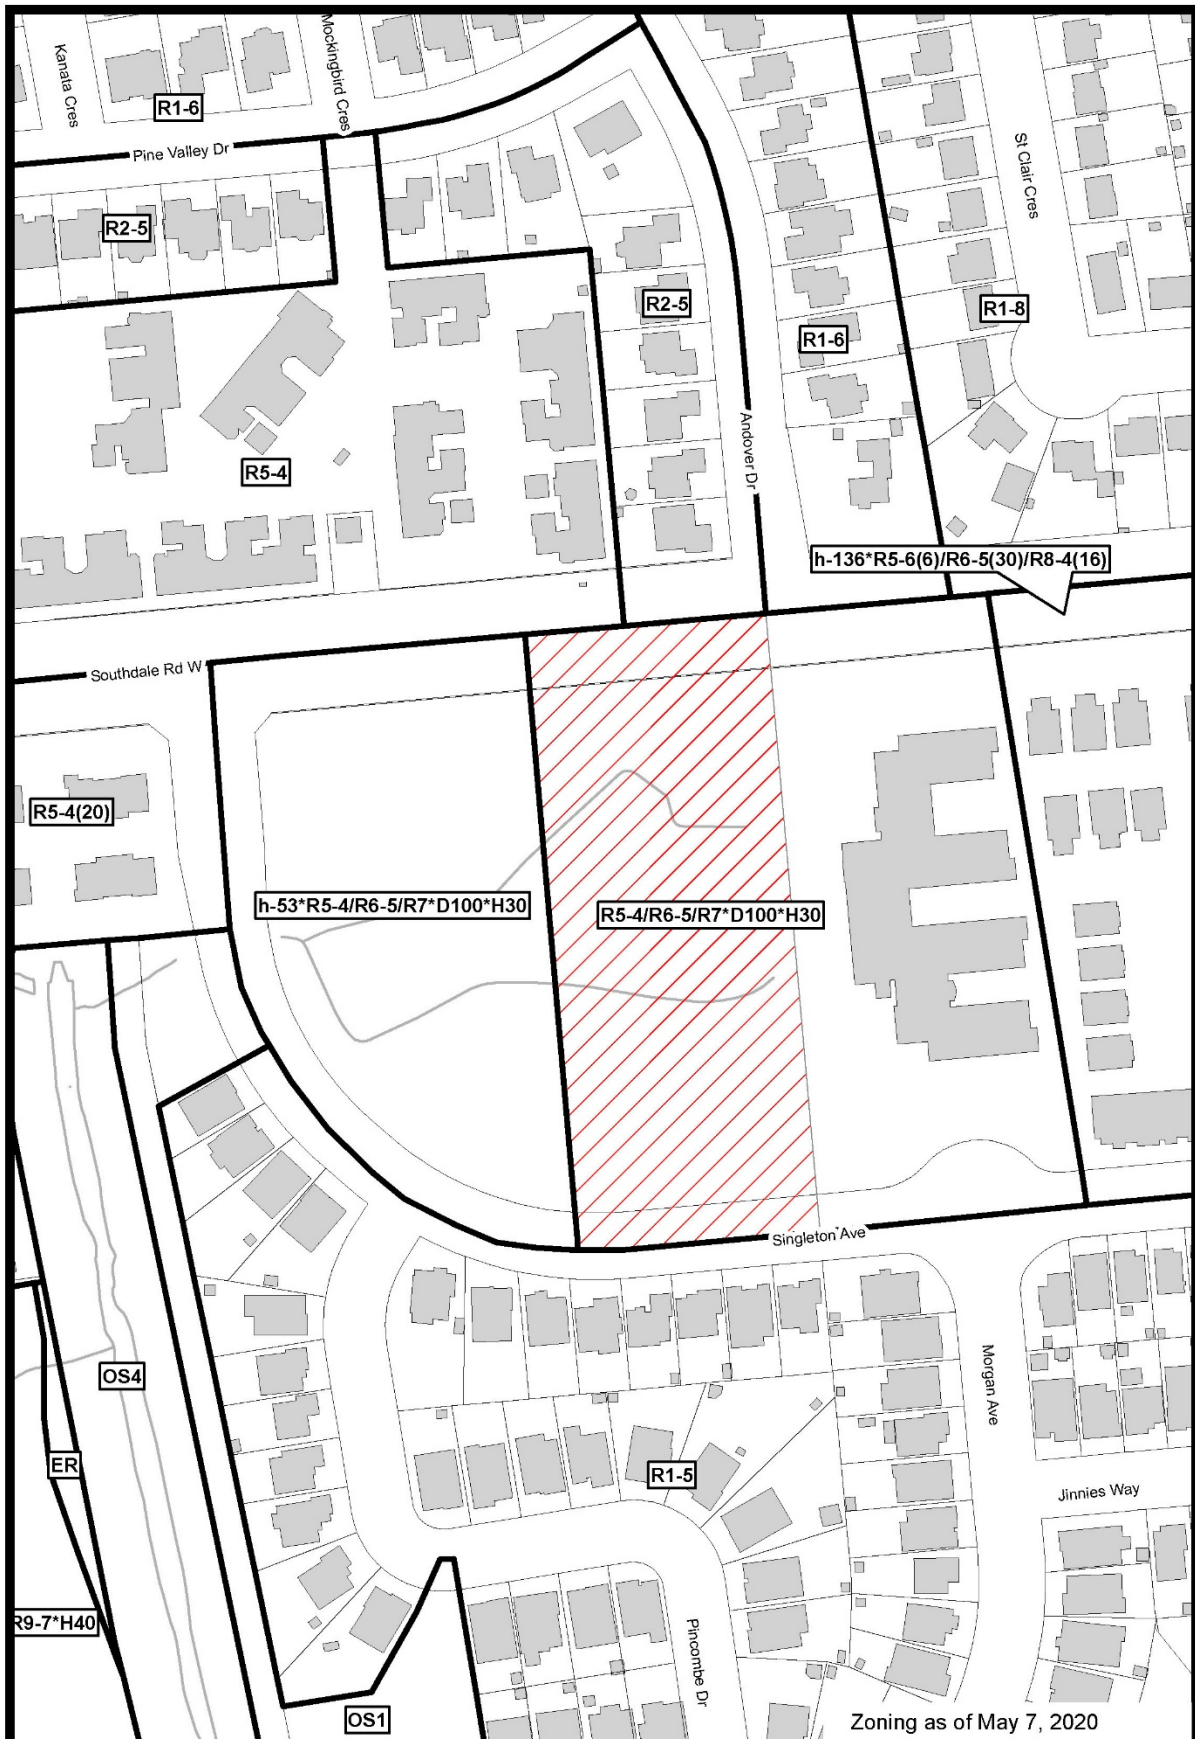 Kanata Cres
Mockingbird Cres
R1-6
Pine Valley Dr
St Clair Cres
R2-5
R2-5
R1-8
R1-6
Andover Dr
R5-4
h-136*R5-6(6)/R6-5(30)/R8-4(16)
Southdale Rd W
R5-4(20)
h-53*R5-4/R6-5/R7*D100*H30
R5-4/R6-5/R7*D100*H30
Singleton Ave
OS4
Morgan Ave
ER
R1-5
Jinnies Way
R9-7*H40
Pincombe Dr
OS1
Zoning as of May 7, 2020